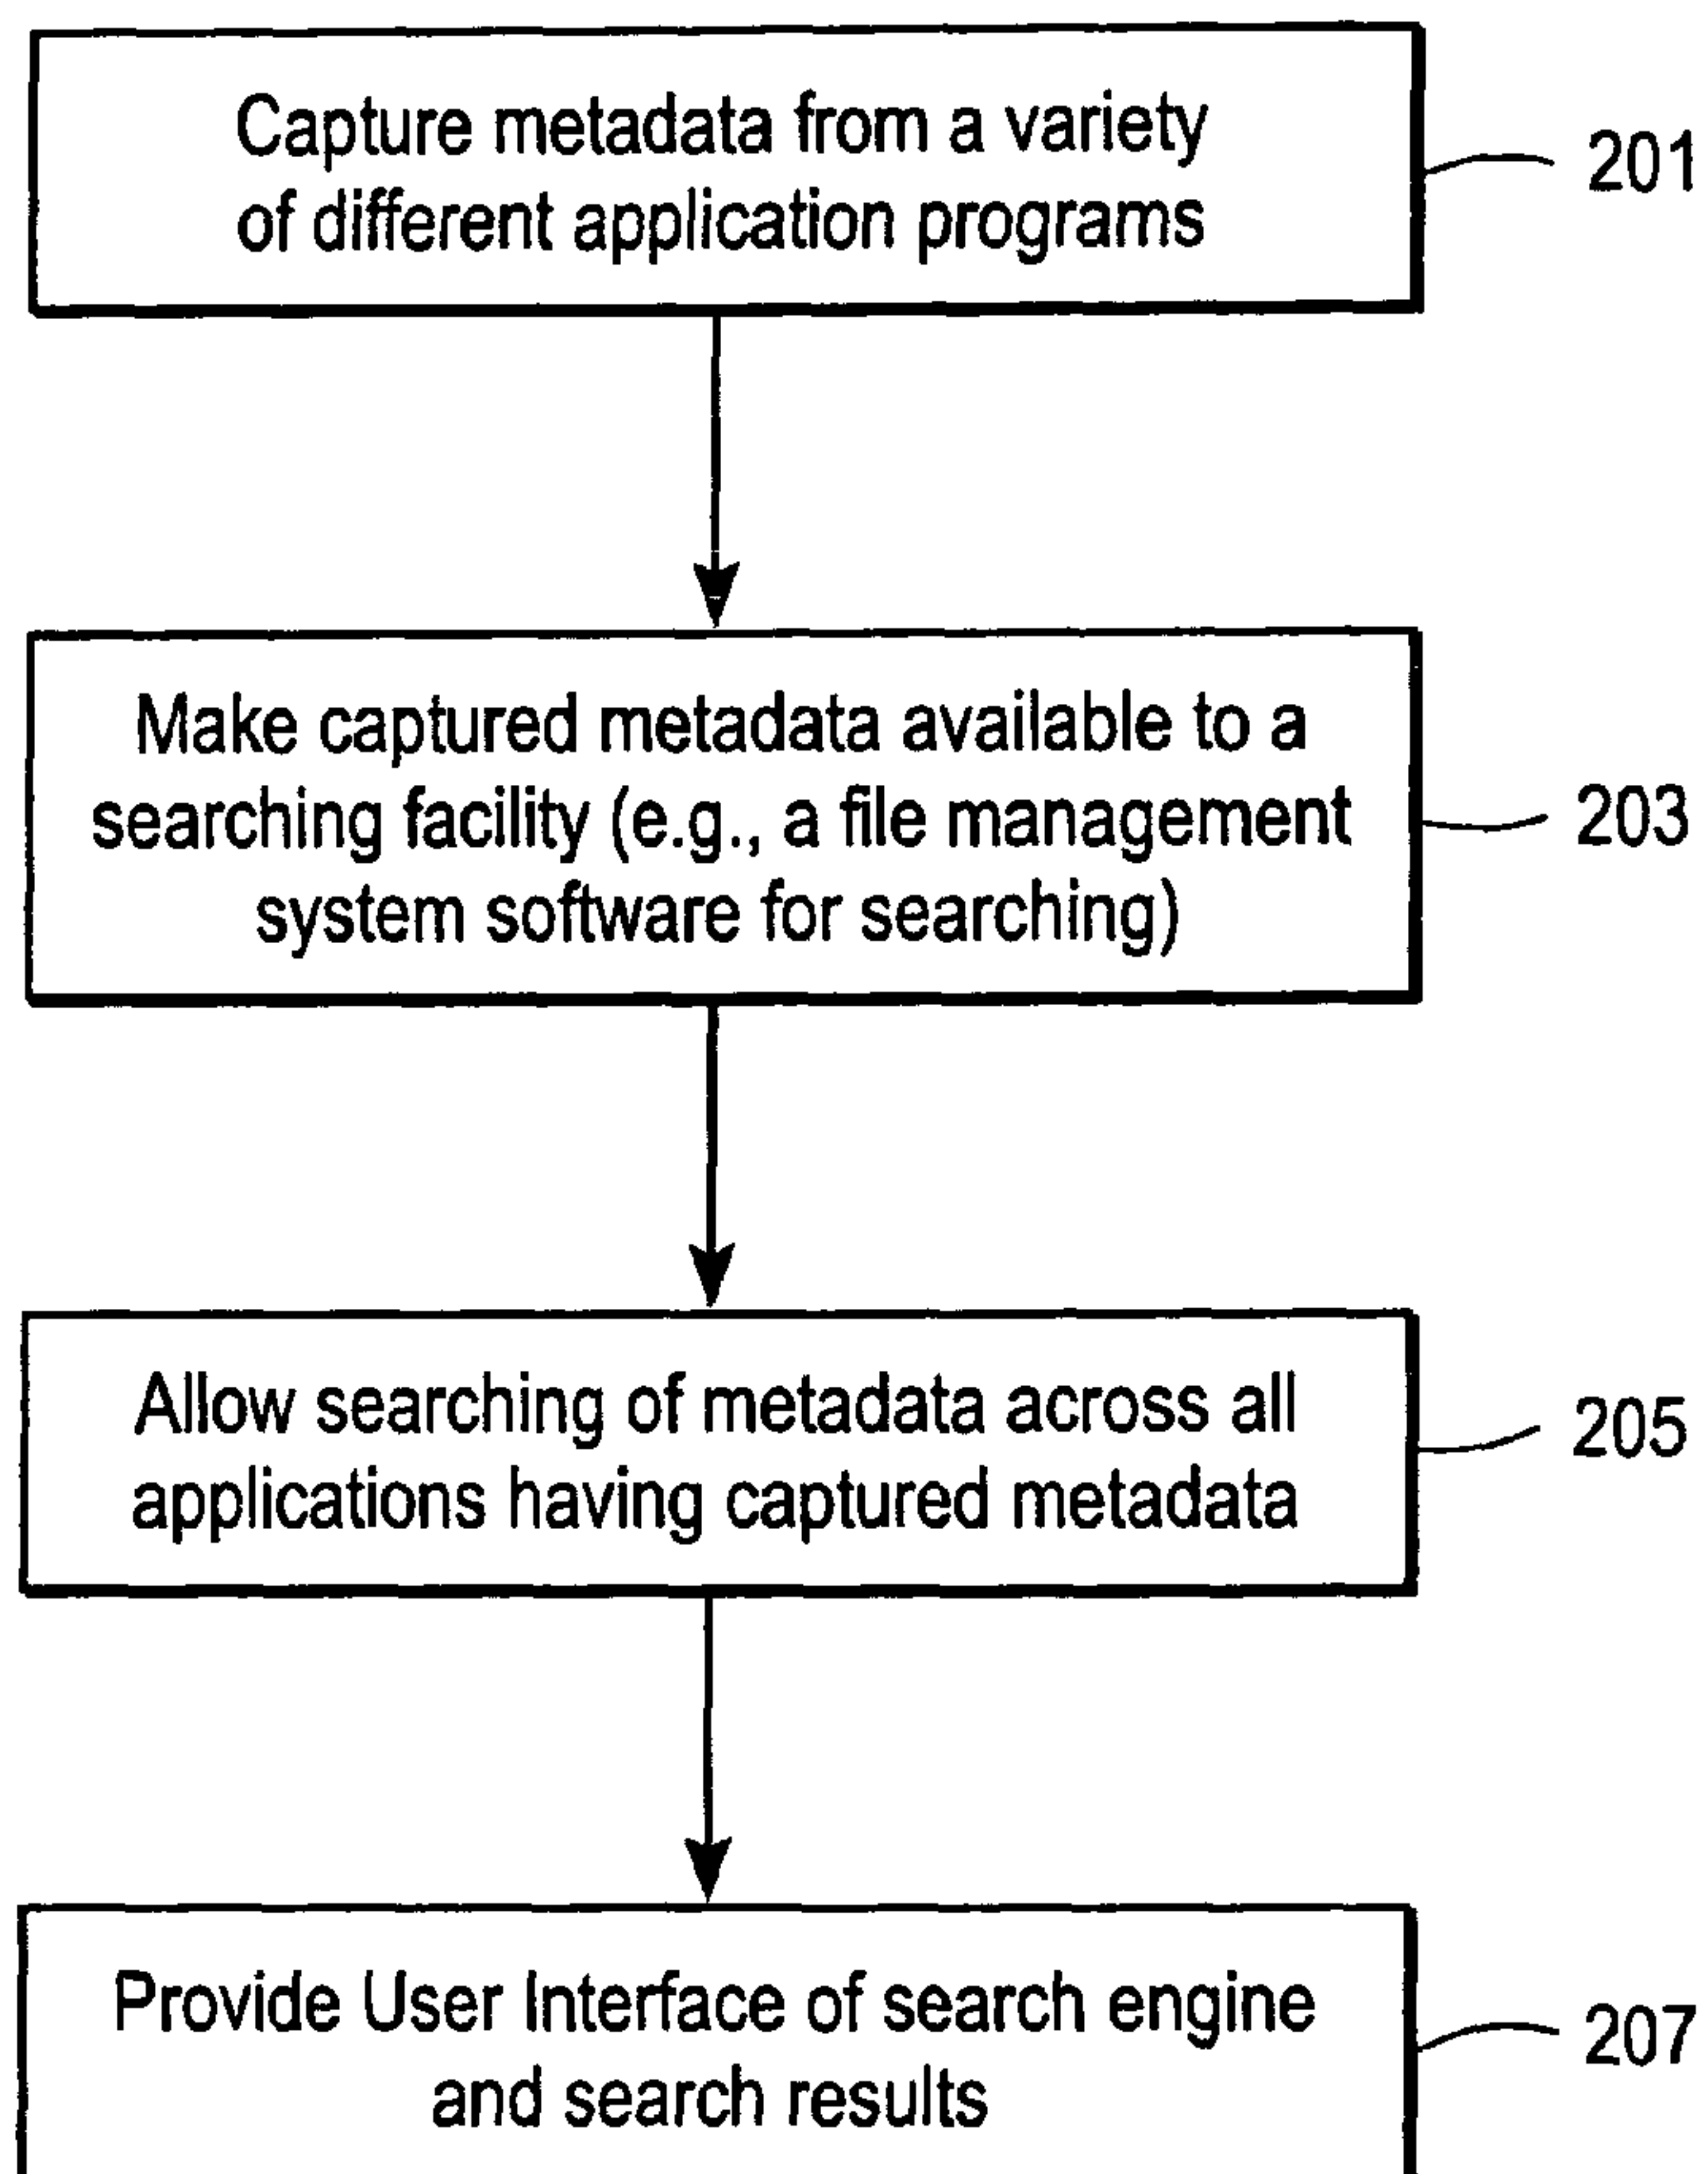 Capture metadata from a variety
of different application programs
201
Make captured metadata available to a
searching facility (e.g., a file management
system software for searching)
203
Allow searching of metadata across all
applications having captured metadata
205
Provide User Interface of search engine
and search results
207